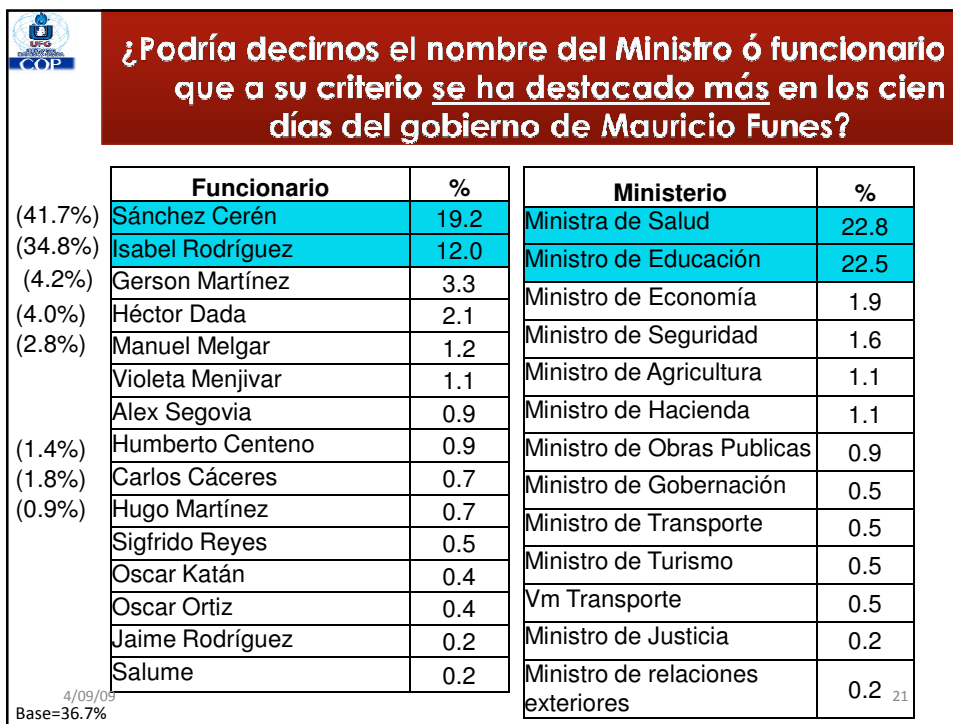 UFG
COP
¿Podría decirnos el nombre del Ministro ó funcionario
que a su criterio se ha destacado más en los cien
días del gobierno de Mauricio Funes?
Funcionario %
(41.7%) Sánchez Cerén 19.2
(34.8%) Isabel Rodríguez 12.0
(4.2%) Gerson Martínez 3.3
(4.0%) Héctor Dada 2.1
(2.8%) Manuel Melgar 1.2
Violeta Menjivar 1.1
Alex Segovia 0.9
(1.4%) Humberto Centeno 0.9
(1.8%) Carlos Cáceres 0.7
(0.9%) Hugo Martínez 0.7
Sigfrido Reyes 0.5
Oscar Katán 0.4
Oscar Ortiz 0.4
Jaime Rodríguez 0.2
Salume 0.2
Ministerio %
Ministra de Salud 22.8
Ministro de Educación 22.5
Ministro de Economía 1.9
Ministro de Seguridad 1.6
Ministro de Agricultura 1.1
Ministro de Hacienda 1.1
Ministro de Obras Publicas 0.9
Ministro de Gobernación 0.5
Ministro de Transporte 0.5
Ministro de Turismo 0.5
Vm Transporte 0.5
Ministro de Justicia 0.2
Ministro de relaciones
exteriores 0.2
4/09/09
21
Base=36.7%